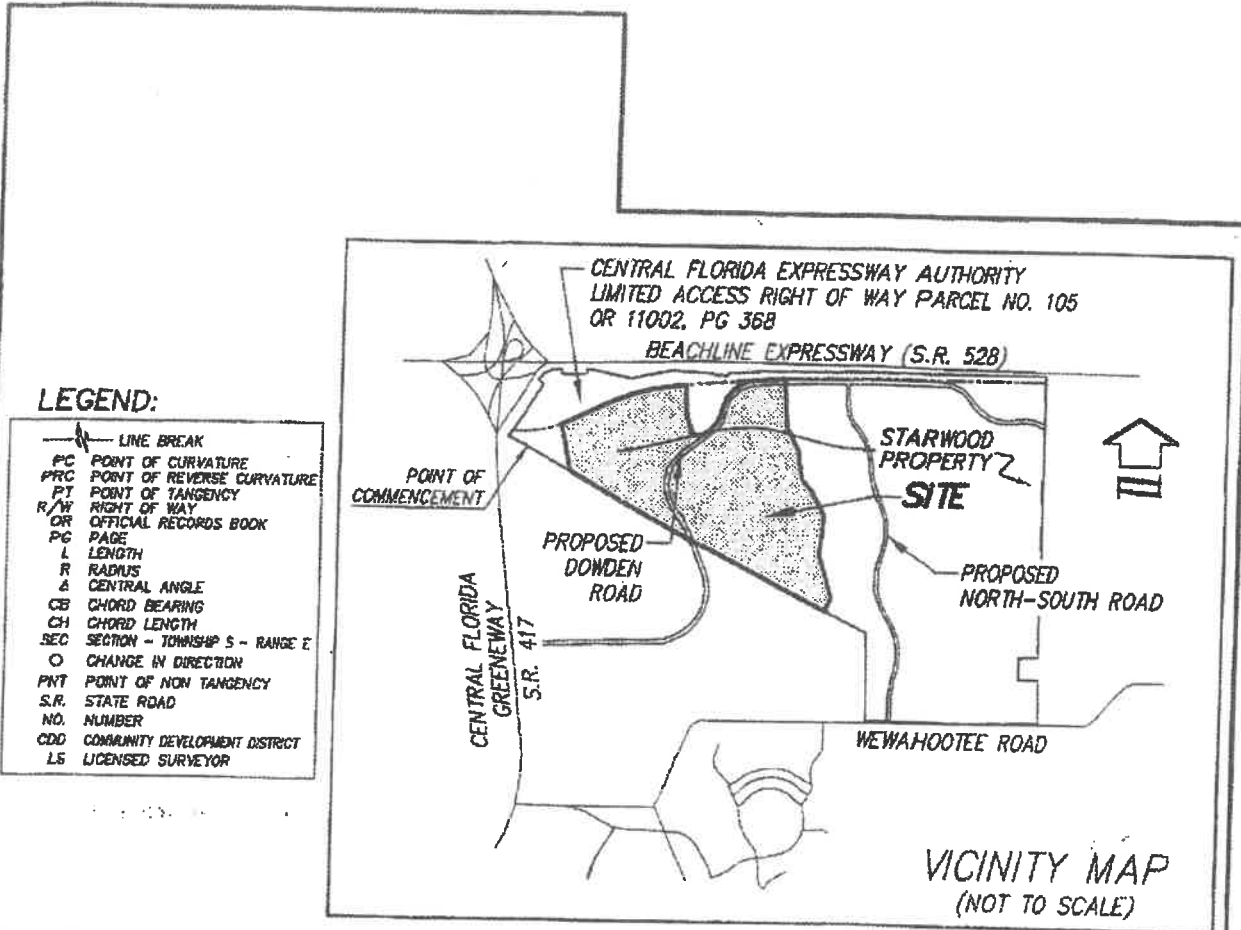 CENTRAL FLORIDA EXPRESSWAY AUTHORITY
LIMITED ACCESS RIGHT OF WAY PARCEL NO. 105
OR 11002, PG 368
BEACHLINE EXPRESSWAY (S.R. 528)
LEGEND:
LINE BREAK
PC POINT OF CURVATURE
PRC POINT OF REVERSE CURVATURE
PT POINT OF TANGENCY
R/W RIGHT OF WAY
OR OFFICIAL RECORDS BOOK
PG PAGE
L LENGTH
R RADIUS
Δ CENTRAL ANGLE
CB CHORD BEARING
CH CHORD LENGTH
SEC SECTION - TOWNSHIP S - RANGE E
O CHANGE IN DIRECTION
PNT POINT OF NON TANGENCY
S.R. STATE ROAD
NO. NUMBER
CDD COMMUNITY DEVELOPMENT DISTRICT
LS LICENSED SURVEYOR
POINT OF
COMMENCEMENT
STARWOOD
PROPERTY
SITE
PROPOSED
DOWDEN
ROAD
PROPOSED
NORTH-SOUTH ROAD
CENTRAL FLORIDA
GREENEWAY
S.R. 417
WEWAHOOTEE ROAD
VICINITY MAP
(NOT TO SCALE)